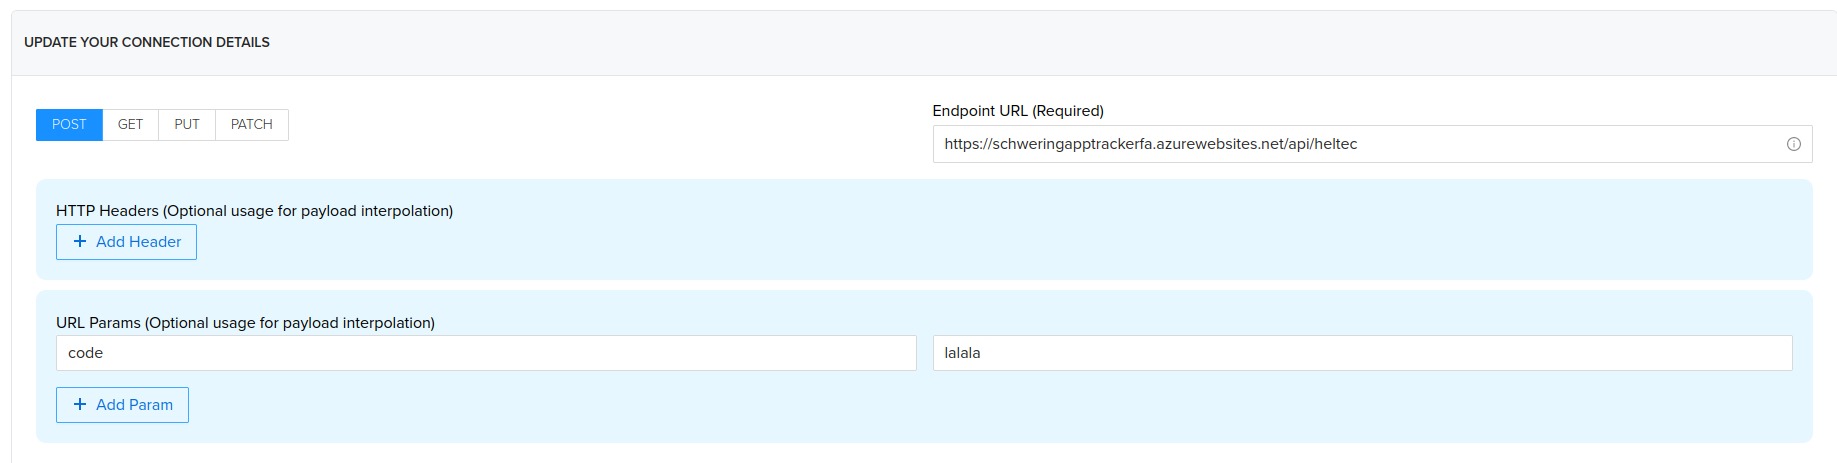 UPDATE YOUR CONNECTION DETAILS
POST GET PUT PATCH
Endpoint URL (Required)
https://schweringapptrackerfa.azurewebsites.net/api/heltec
HTTP Headers (Optional usage for payload interpolation)
+ Add Header
URL Params (Optional usage for payload interpolation)
code lalala
+ Add Param